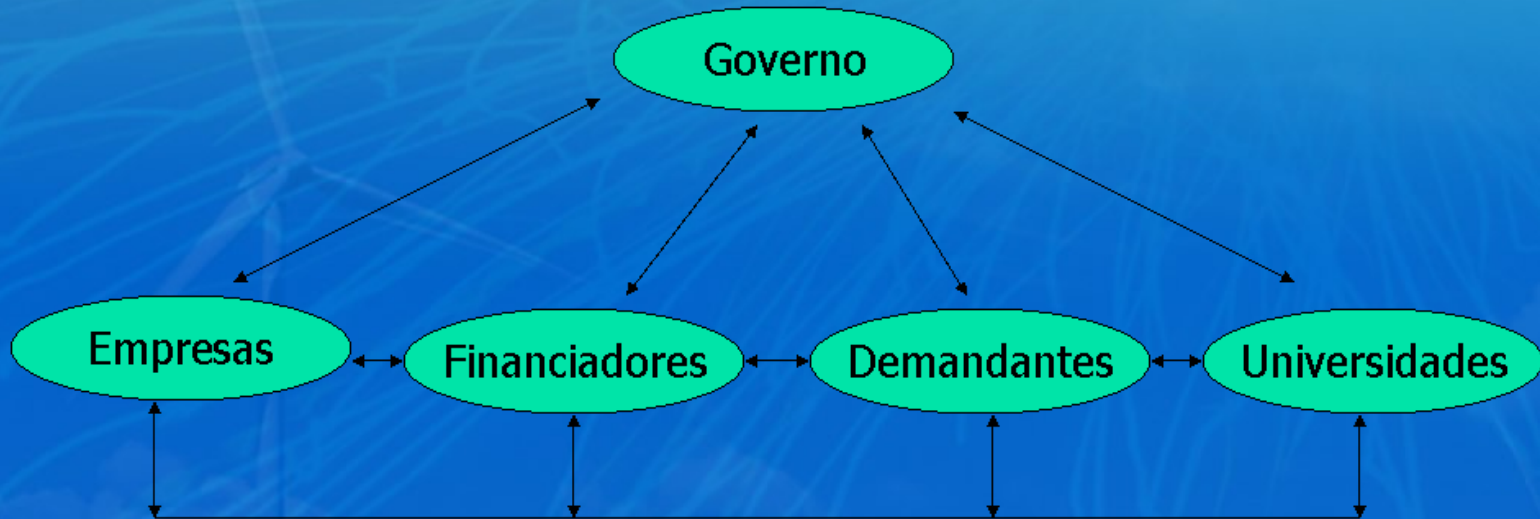 Governo
Empresas
Financiadores
Demandantes
Universidades